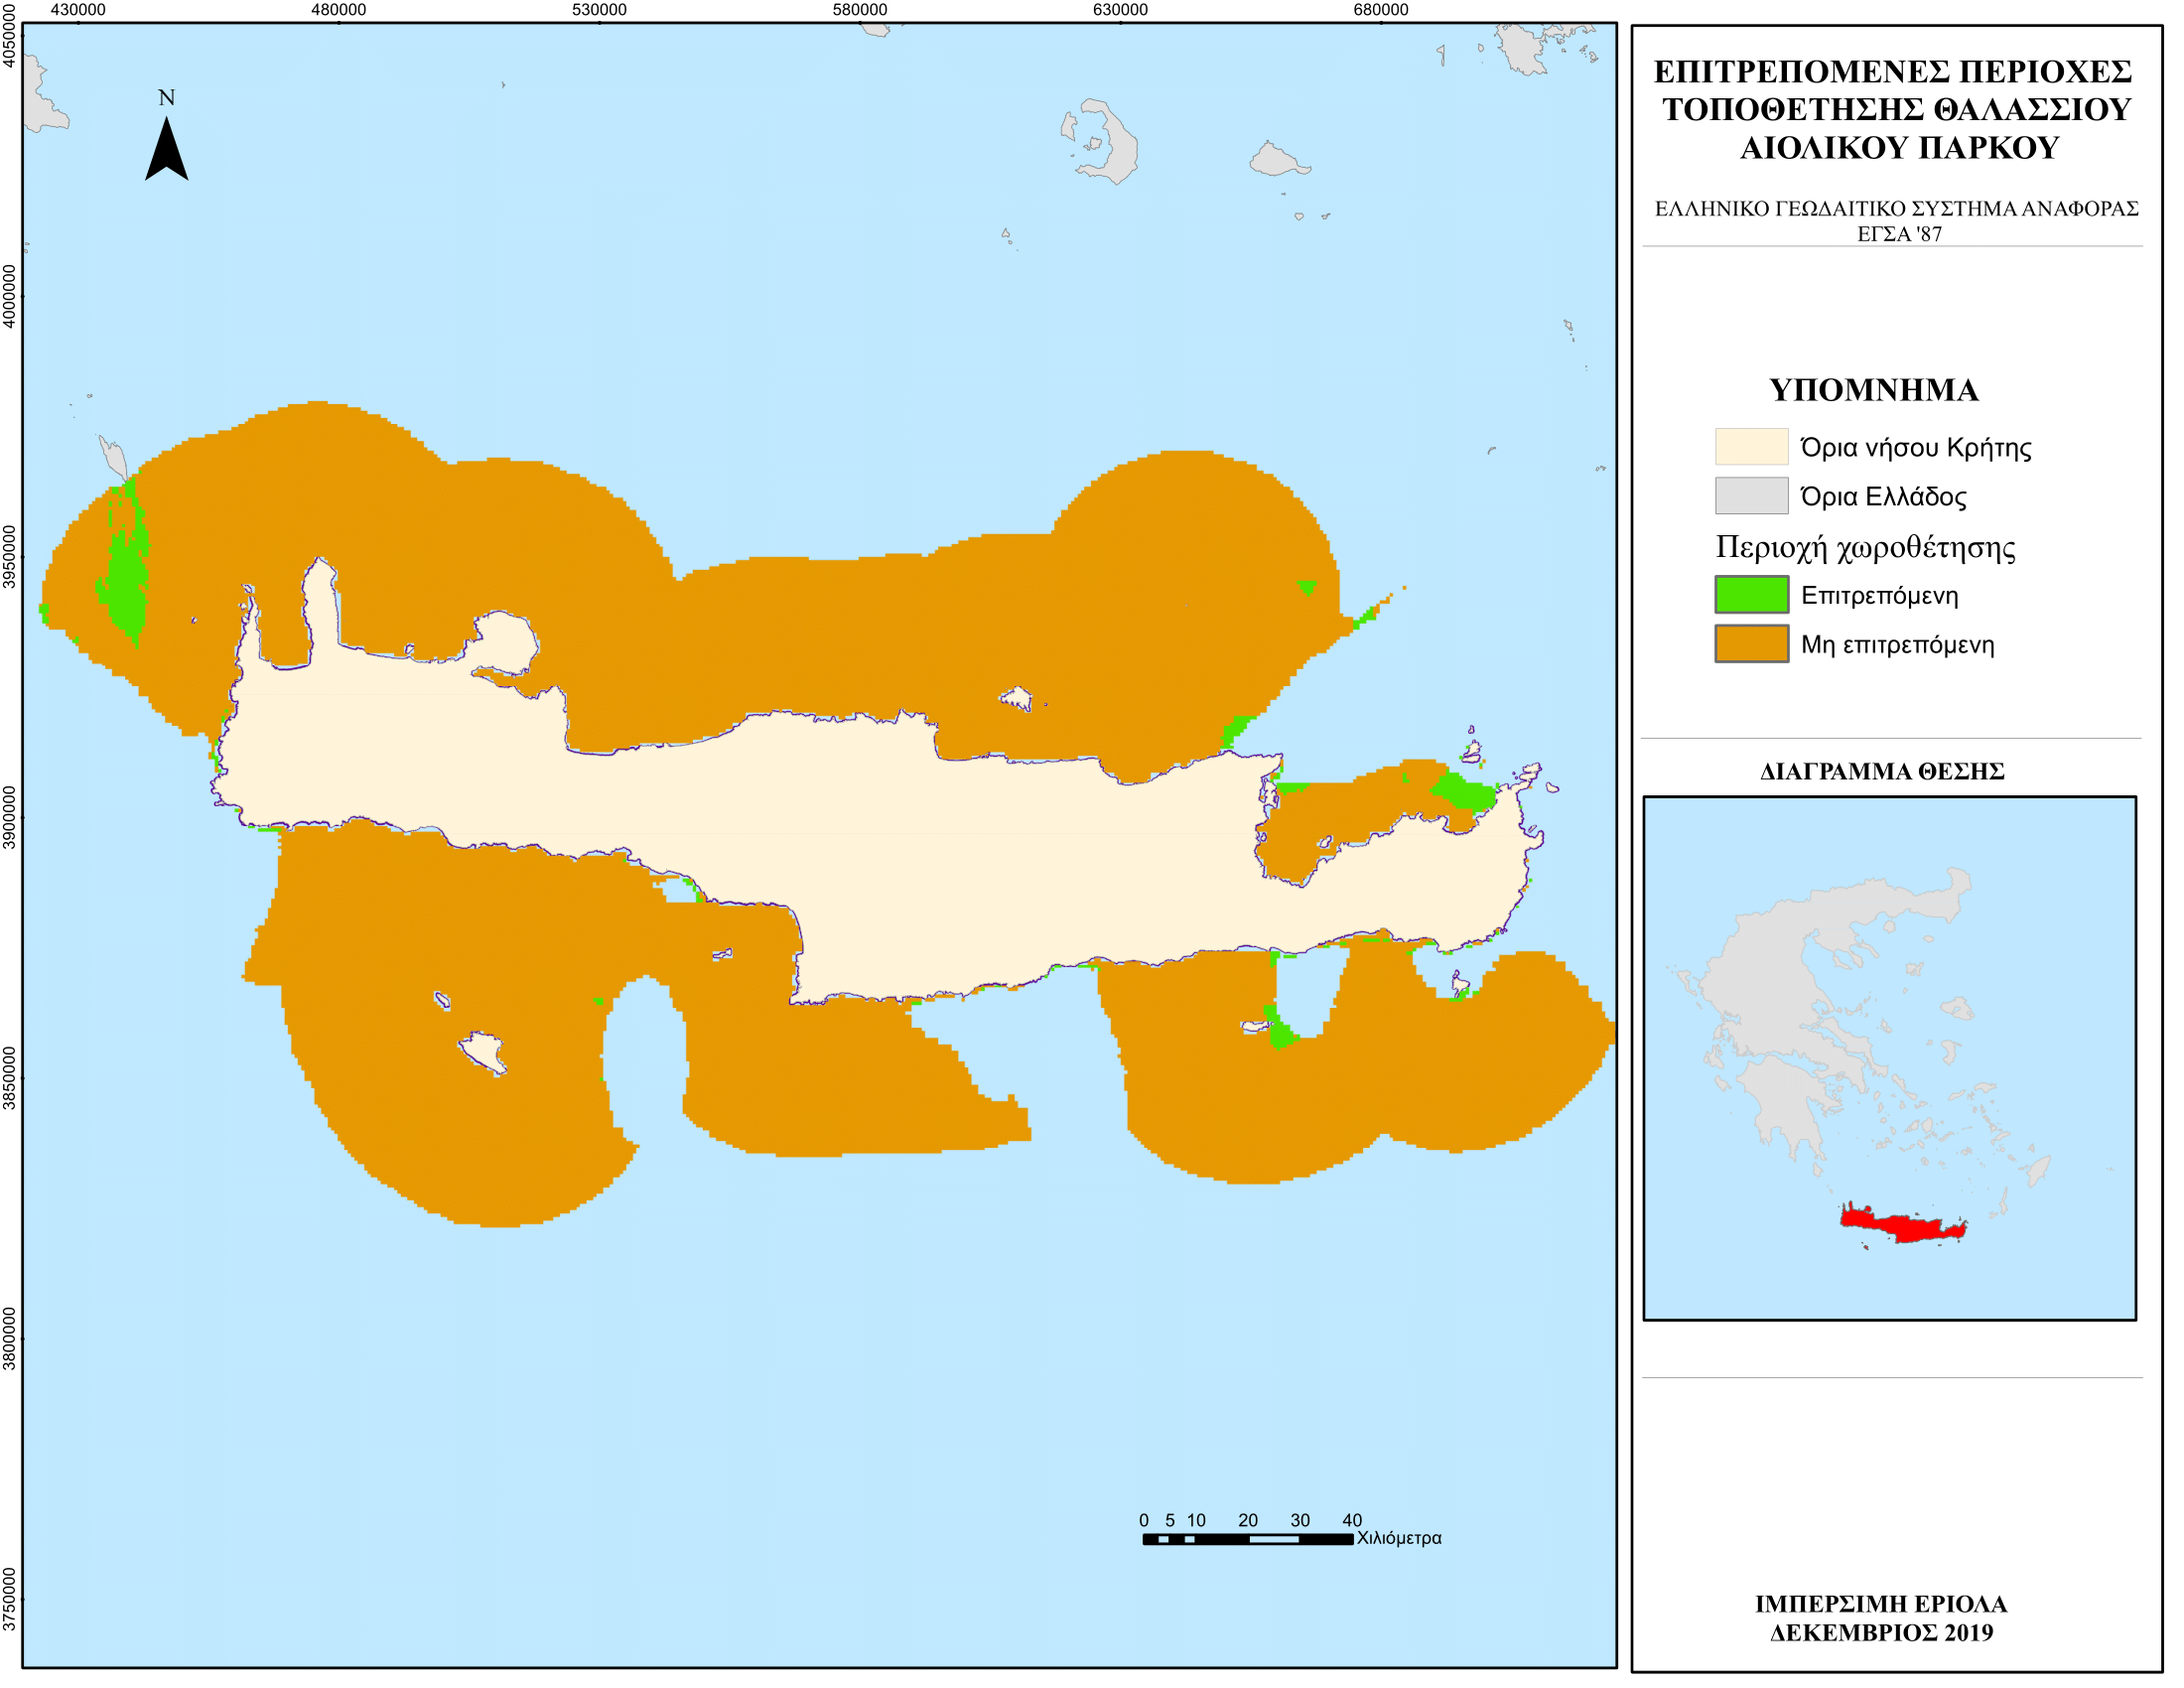 430000 480000 530000 580000 630000 680000
4050000
4000000
3950000
3900000
3850000
3800000
3750000
N
0 5 10 20 30 40
Χιλιόμετρα
ΕΠΙΤΡΕΠΟΜΕΝΕΣ ΠΕΡΙΟΧΕΣ
ΤΟΠΟΘΕΤΗΣΗΣ ΘΑΛΑΣΣΙΟΥ
ΑΙΟΛΙΚΟΥ ΠΑΡΚΟΥ
ΕΛΛΗΝΙΚΟ ΓΕΩΔΑΙΤΙΚΟ ΣΥΣΤΗΜΑ ΑΝΑΦΟΡΑΣ
ΕΓΣΑ '87
ΥΠΟΜΝΗΜΑ
Όρια νήσου Κρήτης
Όρια Ελλάδος
Περιοχή χωροθέτησης
Επιτρεπόμενη
Μη επιτρεπόμενη
ΔΙΑΓΡΑΜΜΑ ΘΕΣΗΣ
ΙΜΠΕΡΣΙΜΗ ΕΡΙΟΛΑ
ΔΕΚΕΜΒΡΙΟΣ 2019